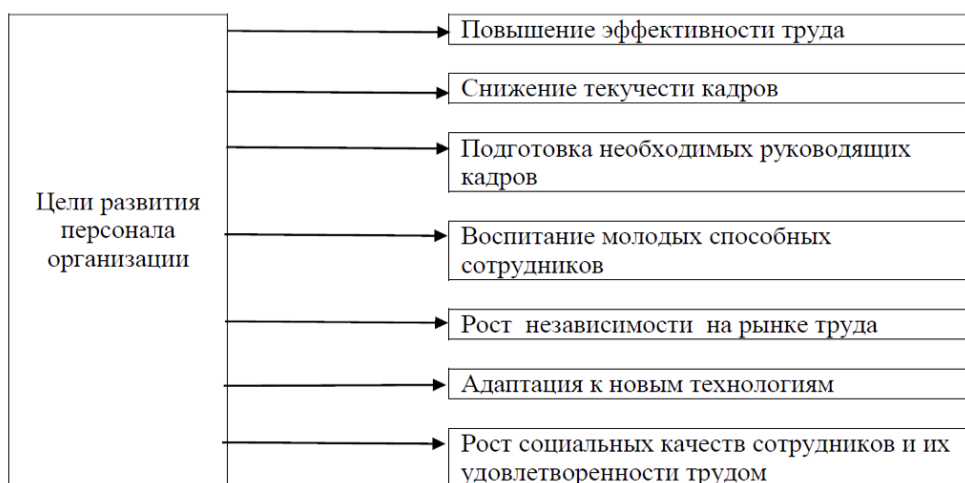 Цели развития
персонала
организации
Повышение эффективности труда
Снижение текучести кадров
Подготовка необходимых руководящих
кадров
Воспитание молодых способных
сотрудников
Рост независимости на рынке труда
Адаптация к новым технологиям
Рост социальных качеств сотрудников и их
удовлетворенности трудом